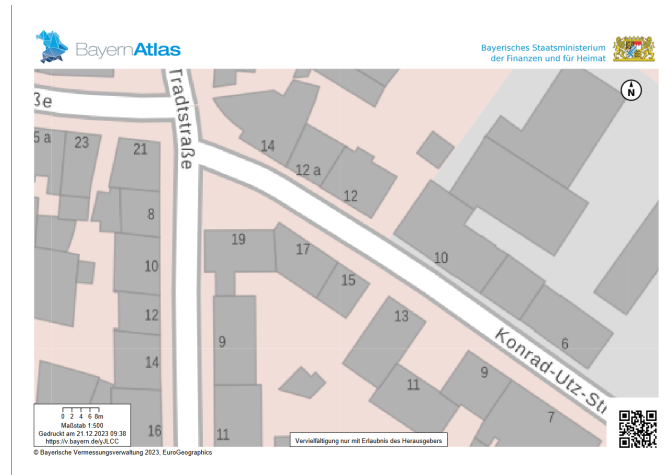 BayernAtlas
Bayerisches Staatsministerium
der Finanzen und für Heimat
N
ße
Tradtstraße
5 a
23
21
14
12 a
12
8
19
17
10
10
15
12
13
9
6
14
11
9
Konrad-Utz-Str
7
16
11
0 2 4 6 8m
Maßstab 1:500
Gedruckt am 21.12.2023 09:38
https://v.bayern.de/yJLCC
Vervielfältigung nur mit Erlaubnis des Herausgebers
© Bayerische Vermessungsverwaltung 2023, EuroGeographics